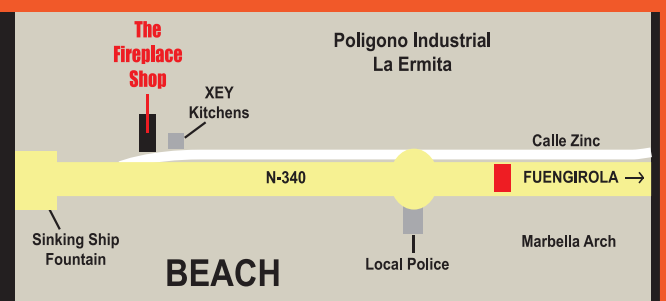 The
Fireplace
Shop
Poligono Industrial
La Ermita
XEY
Kitchens
Calle Zinc
N-340
FUENGIROLA
Sinking Ship
Fountain
BEACH
Local Police
Marbella Arch